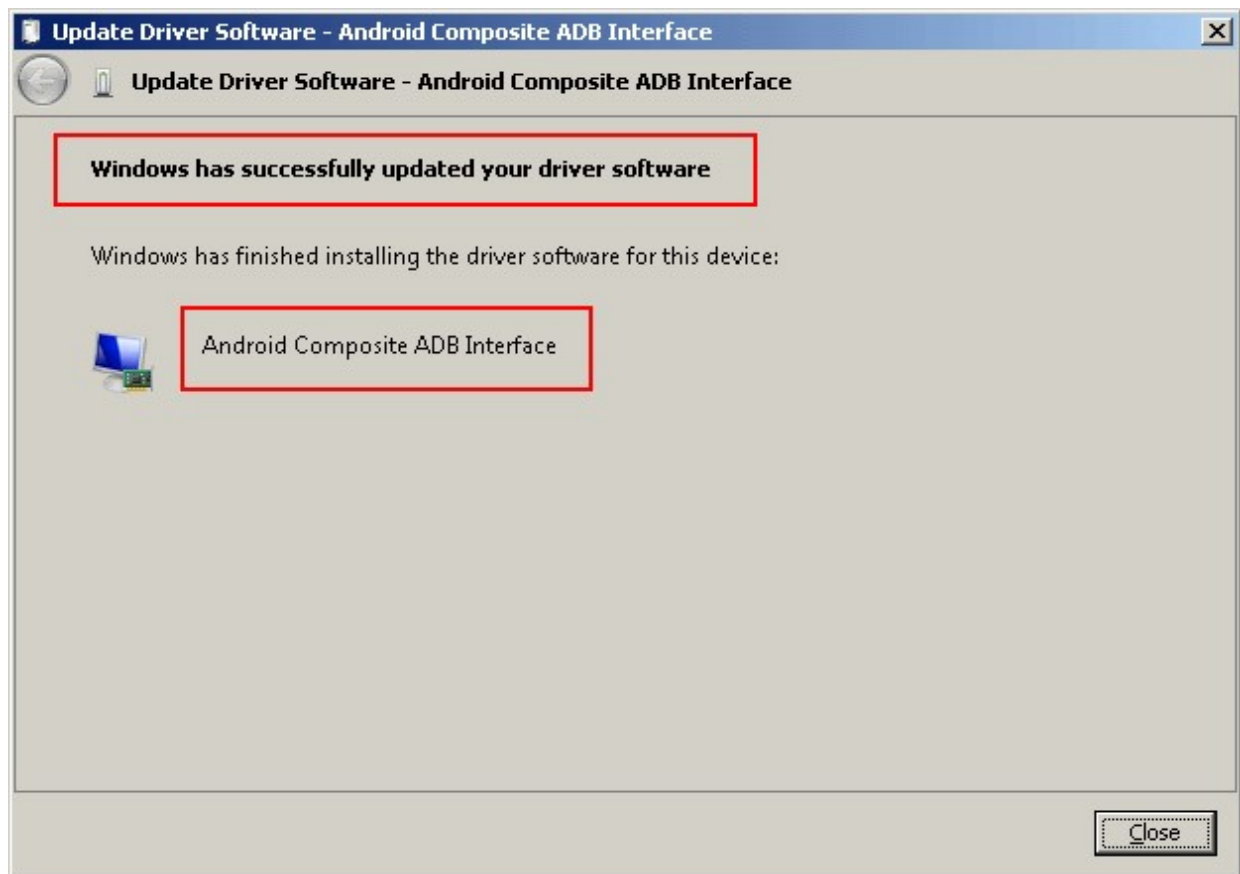 Update Driver Software - Android Composite ADB Interface
Update Driver Software - Android Composite ADB Interface
Windows has successfully updated your driver software
Windows has finished installing the driver software for this device:
Android Composite ADB Interface
Close